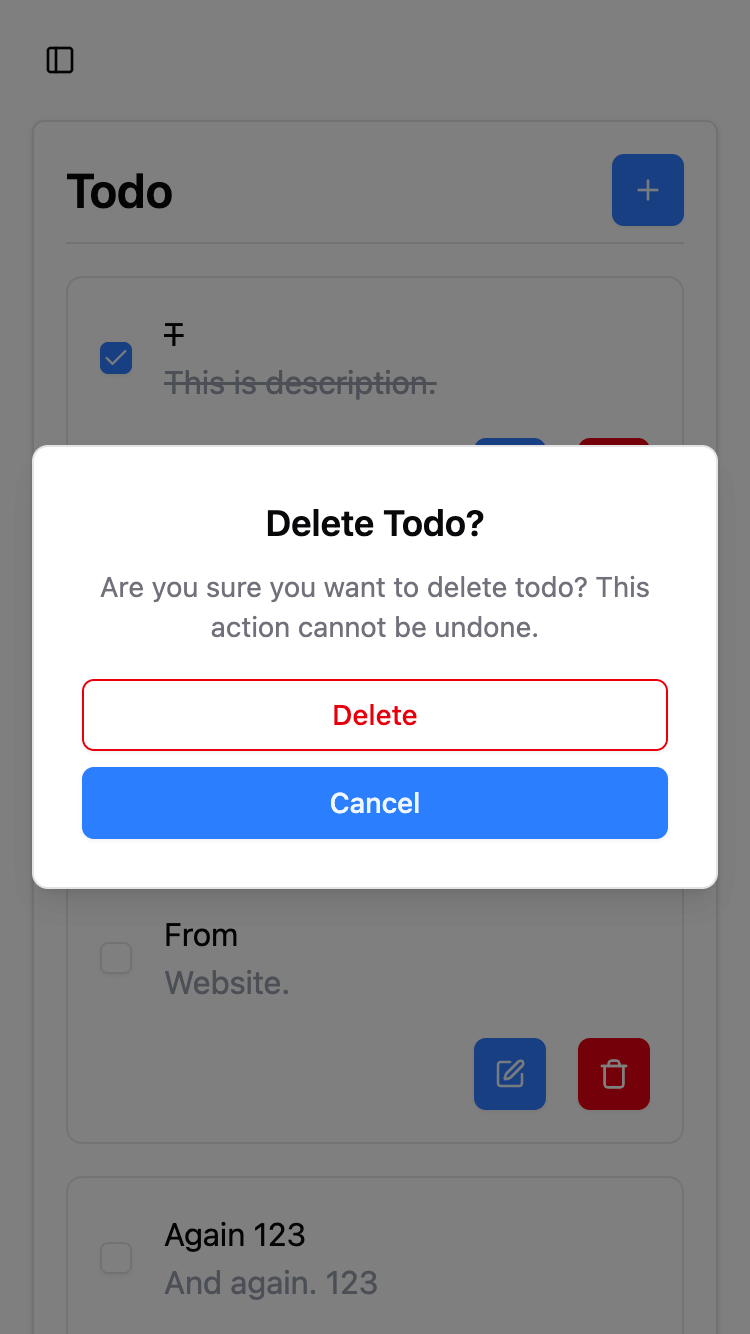 Todo
T
This is description.
Delete Todo?
Are you sure you want to delete todo? This
action cannot be undone.
Delete
Cancel
From
Website.
Again 123
And again. 123